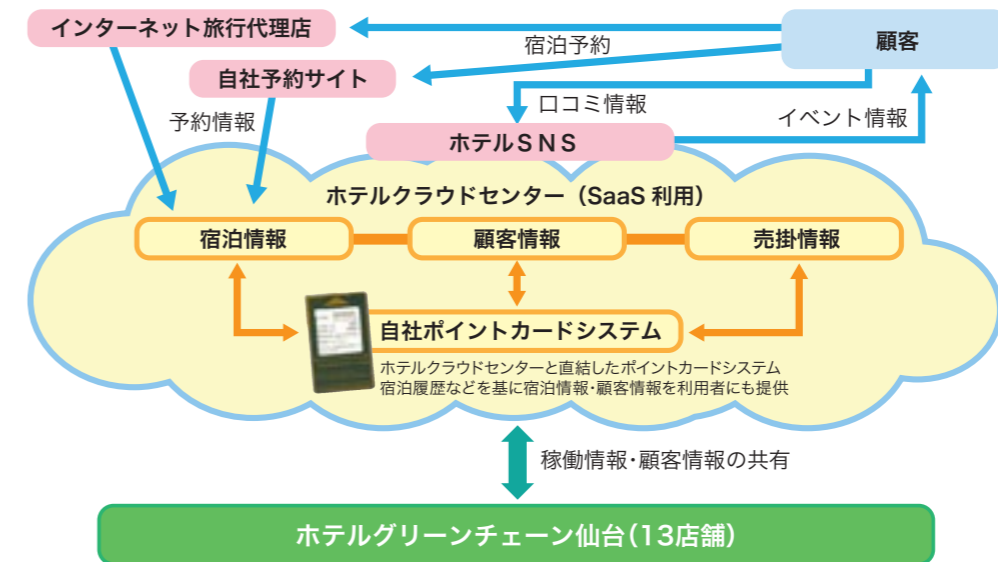 インターネット旅行代理店
宿泊予約
顧客
自社予約サイト
予約情報
口コミ情報
イベント情報
ホテルＳＮＳ
ホテルクラウドセンター（SaaS 利用）
宿泊情報
顧客情報
売掛情報
自社ポイントカードシステム
ホテルクラウドセンターと直結したポイントカードシステム
宿泊履歴などを基に宿泊情報・顧客情報を利用者にも提供
稼働情報・顧客情報の共有
ホテルグリーンチェーン仙台（13店舗）